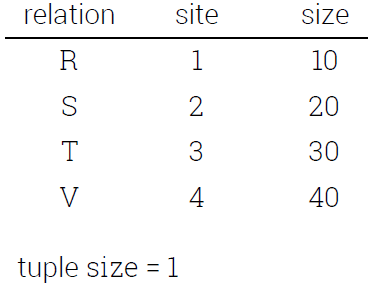 relation site size
R 1 10
S 2 20
T 3 30
V 4 40
tuple size = 1